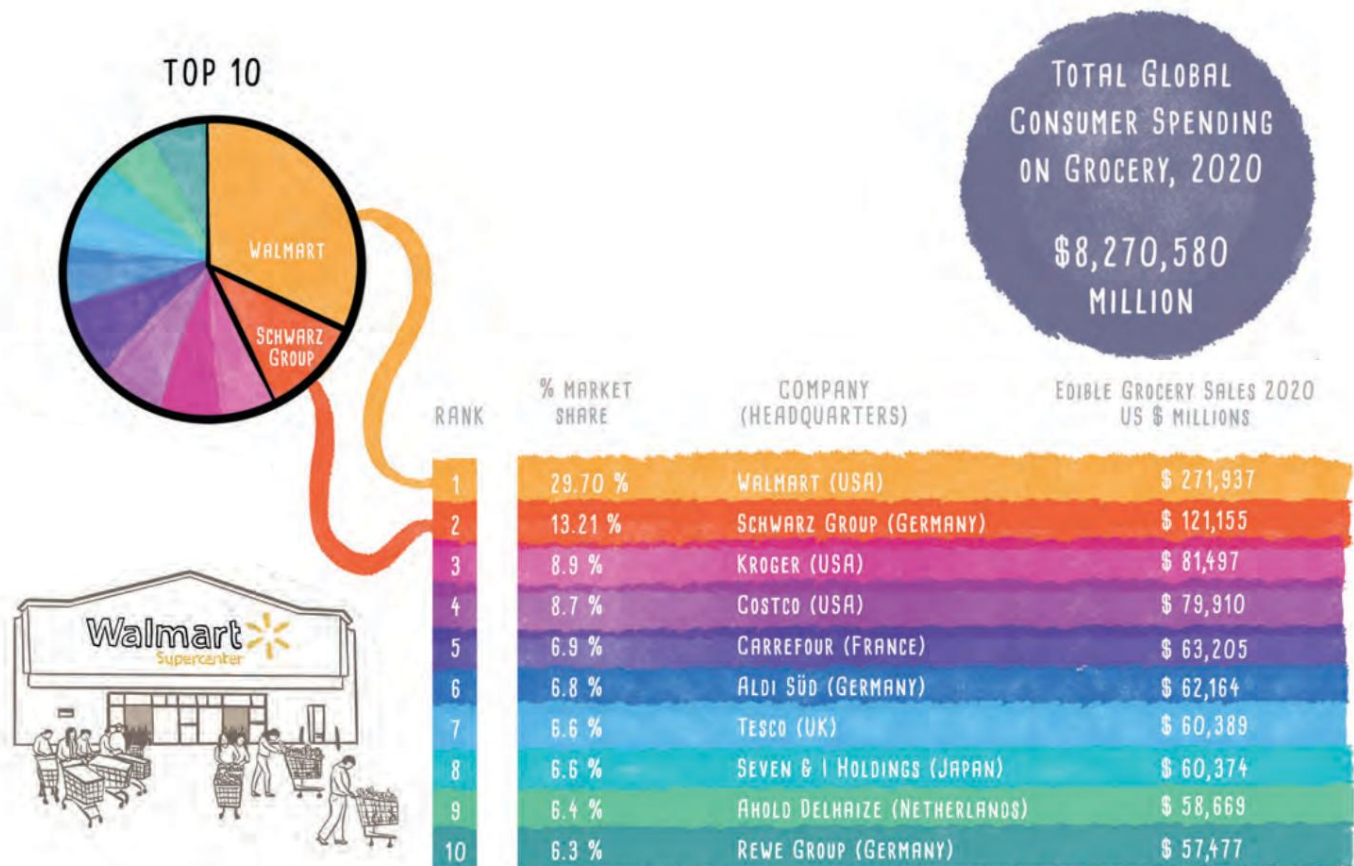 TOP 10
WALMART
SCHWARZ
GROUP
TOTAL GLOBAL
CONSUMER SPENDING
ON GROCERY, 2020
$8,270,580
MILLION
RANK % MARKET SHARE COMPANY (HEADQUARTERS) EDIBLE GROCERY SALES 2020 US $ MILLIONS
1 29.70 % WALMART (USA) $ 271,937
2 13.21 % SCHWARZ GROUP (GERMANY) $ 121,155
3 8.9 % KROGER (USA) $ 81,497
4 8.7 % COSTCO (USA) $ 79,910
5 6.9 % CARREFOUR (FRANCE) $ 63,205
6 6.8 % ALDI SÜD (GERMANY) $ 62,164
7 6.6 % TESCO (UK) $ 60,389
8 6.6 % SEVEN & I HOLDINGS (JAPAN) $ 60,374
9 6.4 % AHOLD DELHAIZE (NETHERLANDS) $ 58,669
10 6.3 % REWE GROUP (GERMANY) $ 57,477
Walmart
Supercenter